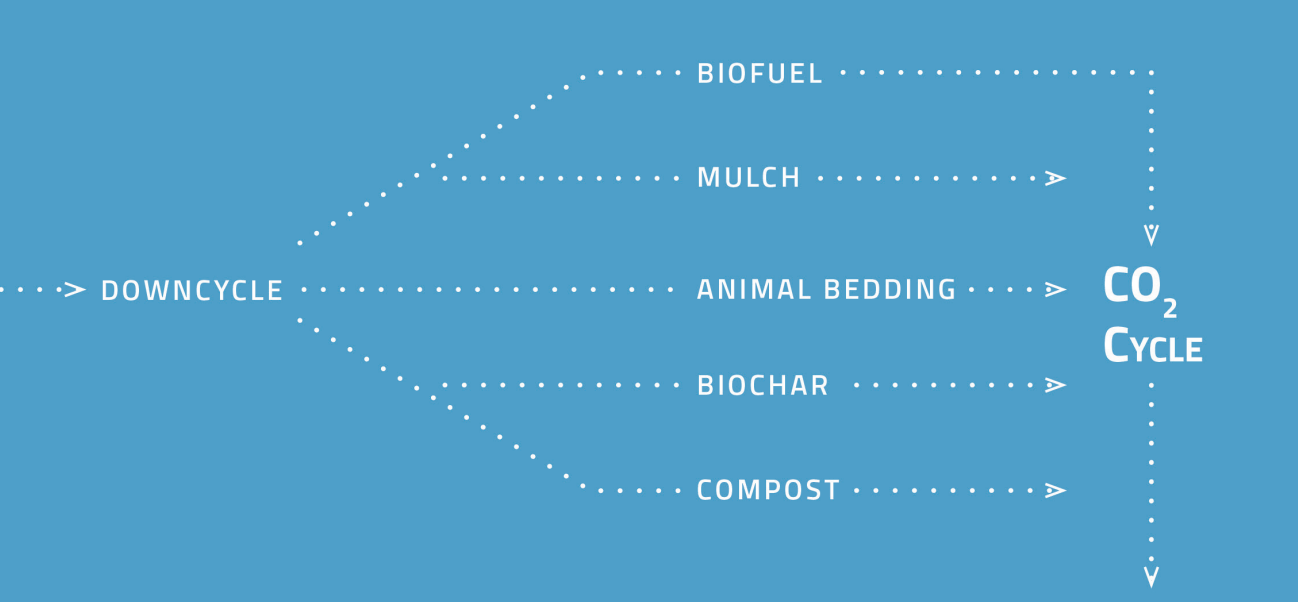 BIOFUEL
MULCH
DOWNCYCLE
ANIMAL BEDDING
CO₂
CYCLE
BIOCHAR
COMPOST